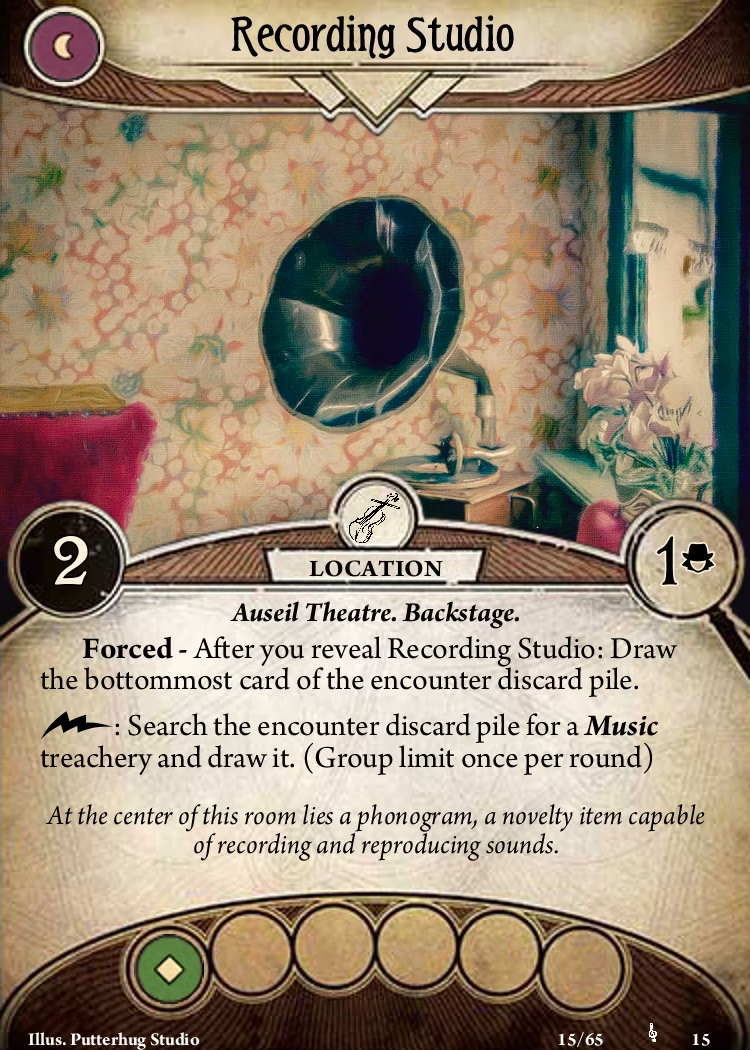 Recording Studio
2
LOCATION
1
Auseil Theatre. Backstage.
Forced - After you reveal Recording Studio: Draw
the bottommost card of the encounter discard pile.
: Search the encounter discard pile for a Music
treachery and draw it. (Group limit once per round)
At the center of this room lies a phonogram, a novelty item capable
of recording and reproducing sounds.
Illus. Putterhug Studio 15/65 15